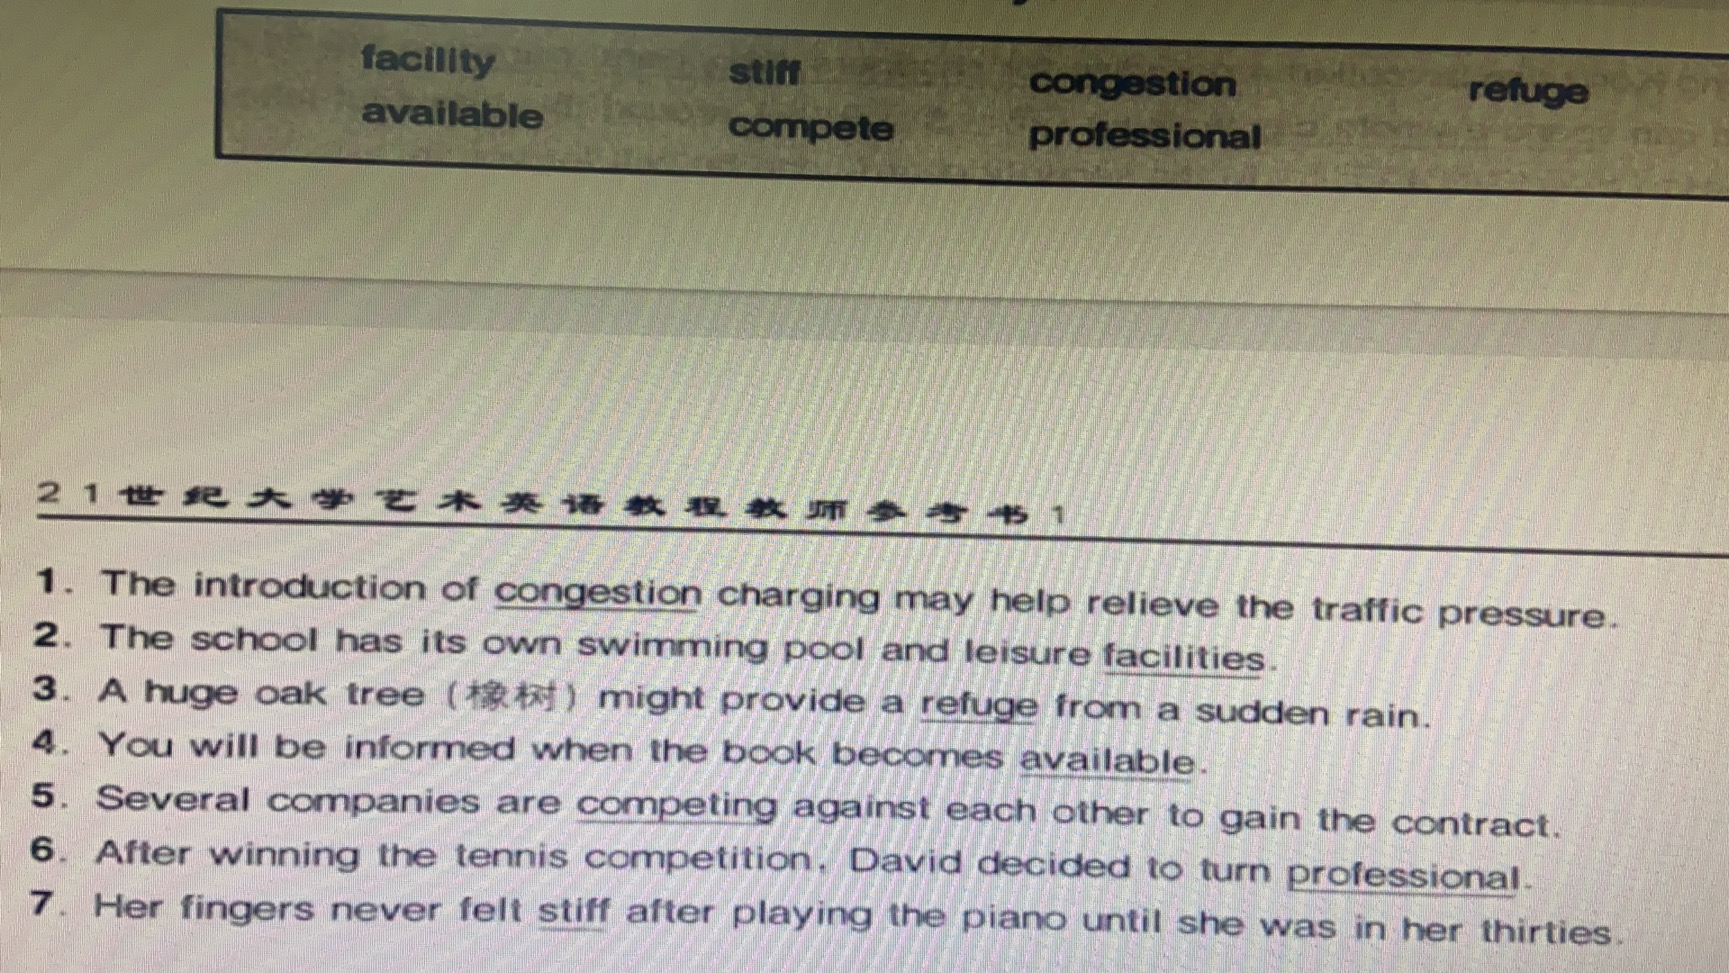 facility stiff congestion refuge
available compete professional
21世纪大学艺术英语教程教师参考书1
1. The introduction of congestion charging may help relieve the traffic pressure.
2. The school has its own swimming pool and leisure facilities.
3. A huge oak tree (橡树) might provide a refuge from a sudden rain.
4. You will be informed when the book becomes available.
5. Several companies are competing against each other to gain the contract.
6. After winning the tennis competition, David decided to turn professional.
7. Her fingers never felt stiff after playing the piano until she was in her thirties.